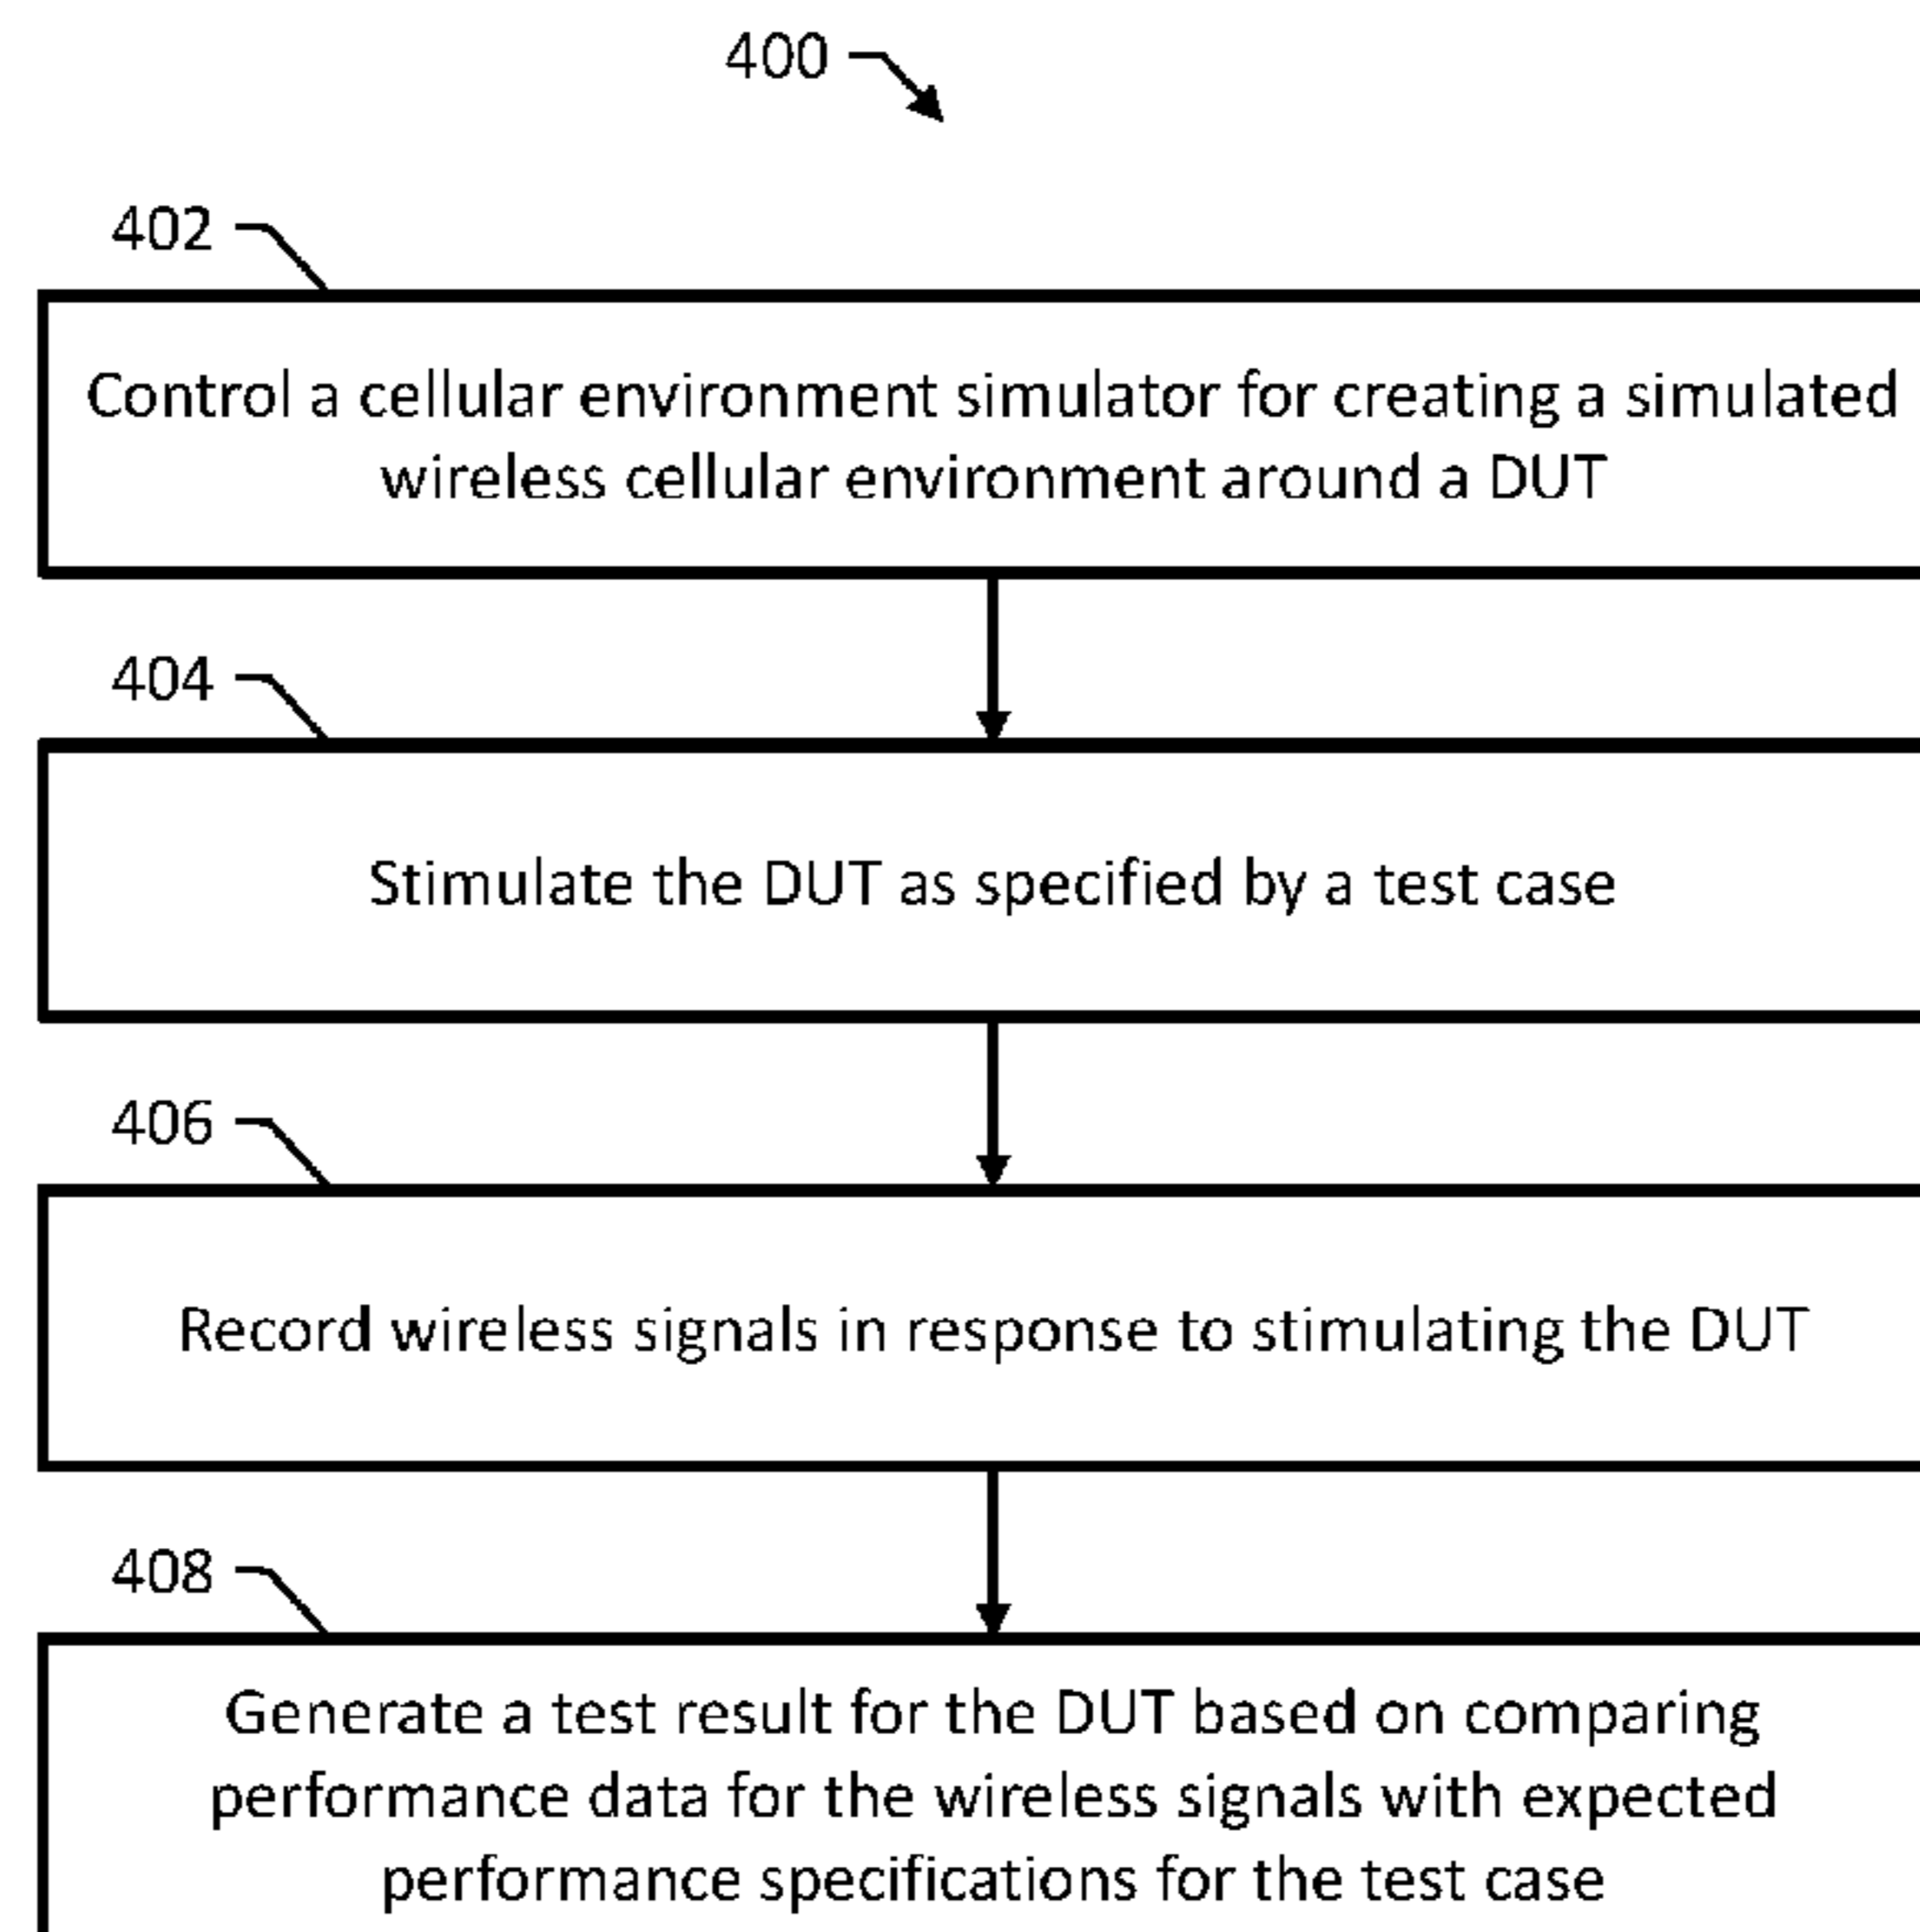 400
402
Control a cellular environment simulator for creating a simulated
wireless cellular environment around a DUT
404
Stimulate the DUT as specified by a test case
406
Record wireless signals in response to stimulating the DUT
408
Generate a test result for the DUT based on comparing
performance data for the wireless signals with expected
performance specifications for the test case